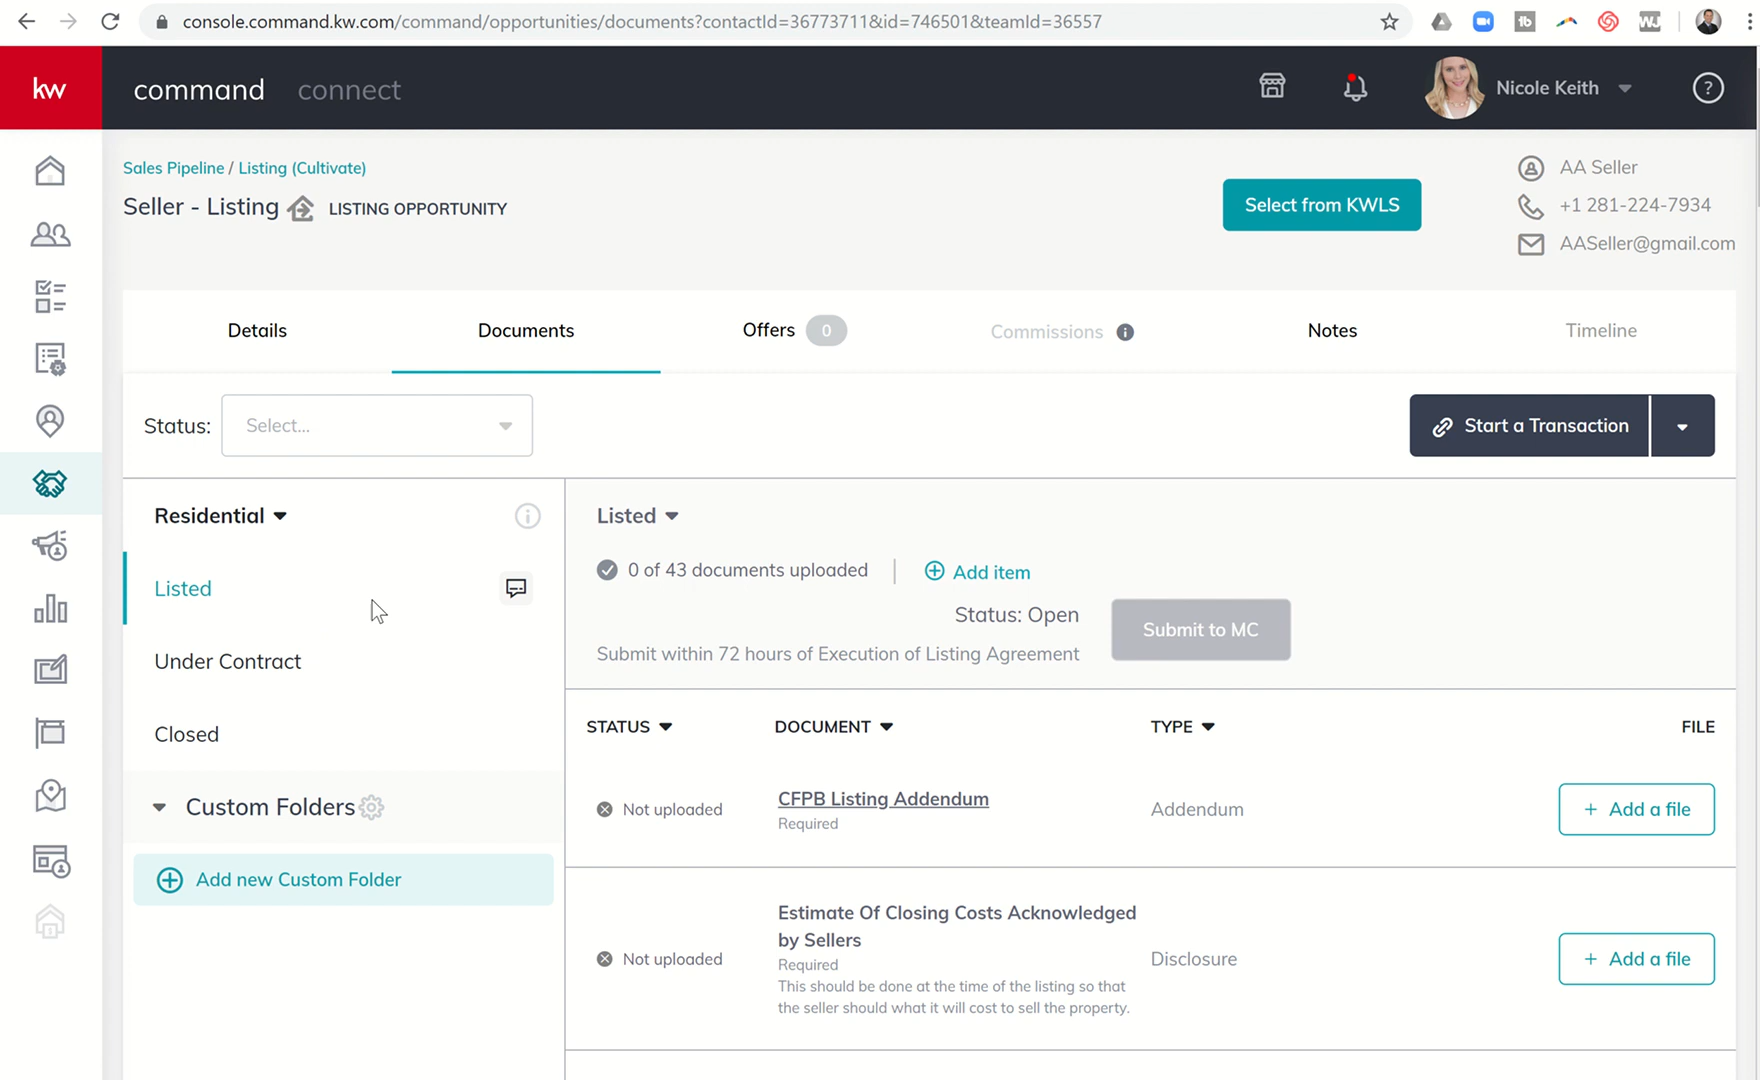 console.command.kw.com/command/opportunities/documents?contactId=36773711&id=746501&teamId=36557
tb
WJ
kw
command
connect
Nicole Keith
?
Sales Pipeline / Listing (Cultivate)
Seller - Listing
LISTING OPPORTUNITY
Select from KWLS
AA Seller
+1 281-224-7934
AASeller@gmail.com
Details
Documents
Offers 0
Commissions i
Notes
Timeline
Status: Select...
Start a Transaction
Residential
i
Listed
Under Contract
Closed
Custom Folders
Add new Custom Folder
Listed
0 of 43 documents uploaded
Add item
Status: Open
Submit within 72 hours of Execution of Listing Agreement
Submit to MC
STATUS
DOCUMENT
TYPE
FILE
Not uploaded
CFPB Listing Addendum
Required
Addendum
+ Add a file
Not uploaded
Estimate Of Closing Costs Acknowledged
by Sellers
Required
This should be done at the time of the listing so that
the seller should what it will cost to sell the property.
Disclosure
+ Add a file